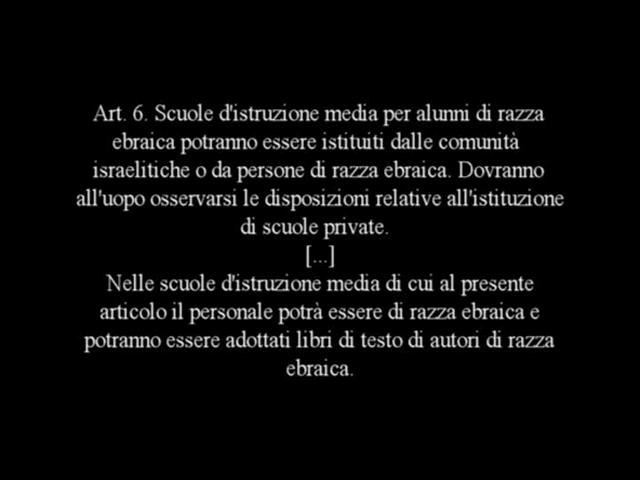 Art. 6. Scuole d'istruzione media per alunni di razza
ebraica potranno essere istituiti dalle comunità
israelitiche o da persone di razza ebraica. Dovranno
all'uopo osservarsi le disposizioni relative all'istituzione
di scuole private.
[...]
Nelle scuole d'istruzione media di cui al presente
articolo il personale potrà essere di razza ebraica e
potranno essere adottati libri di testo di autori di razza
ebraica.